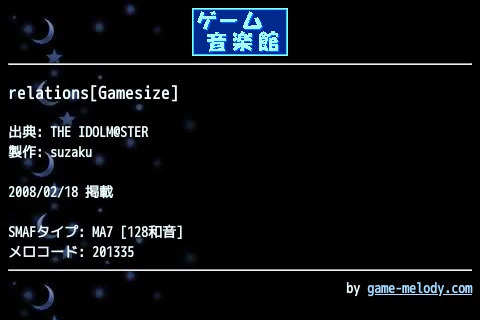 ゲーム
音楽館
relations[Gamesize]
出典: THE IDOLM@STER
製作: suzaku
2008/02/18 掲載
SMAFタイプ: MA7 [128和音]
メロコード: 201335
by game-melody.com